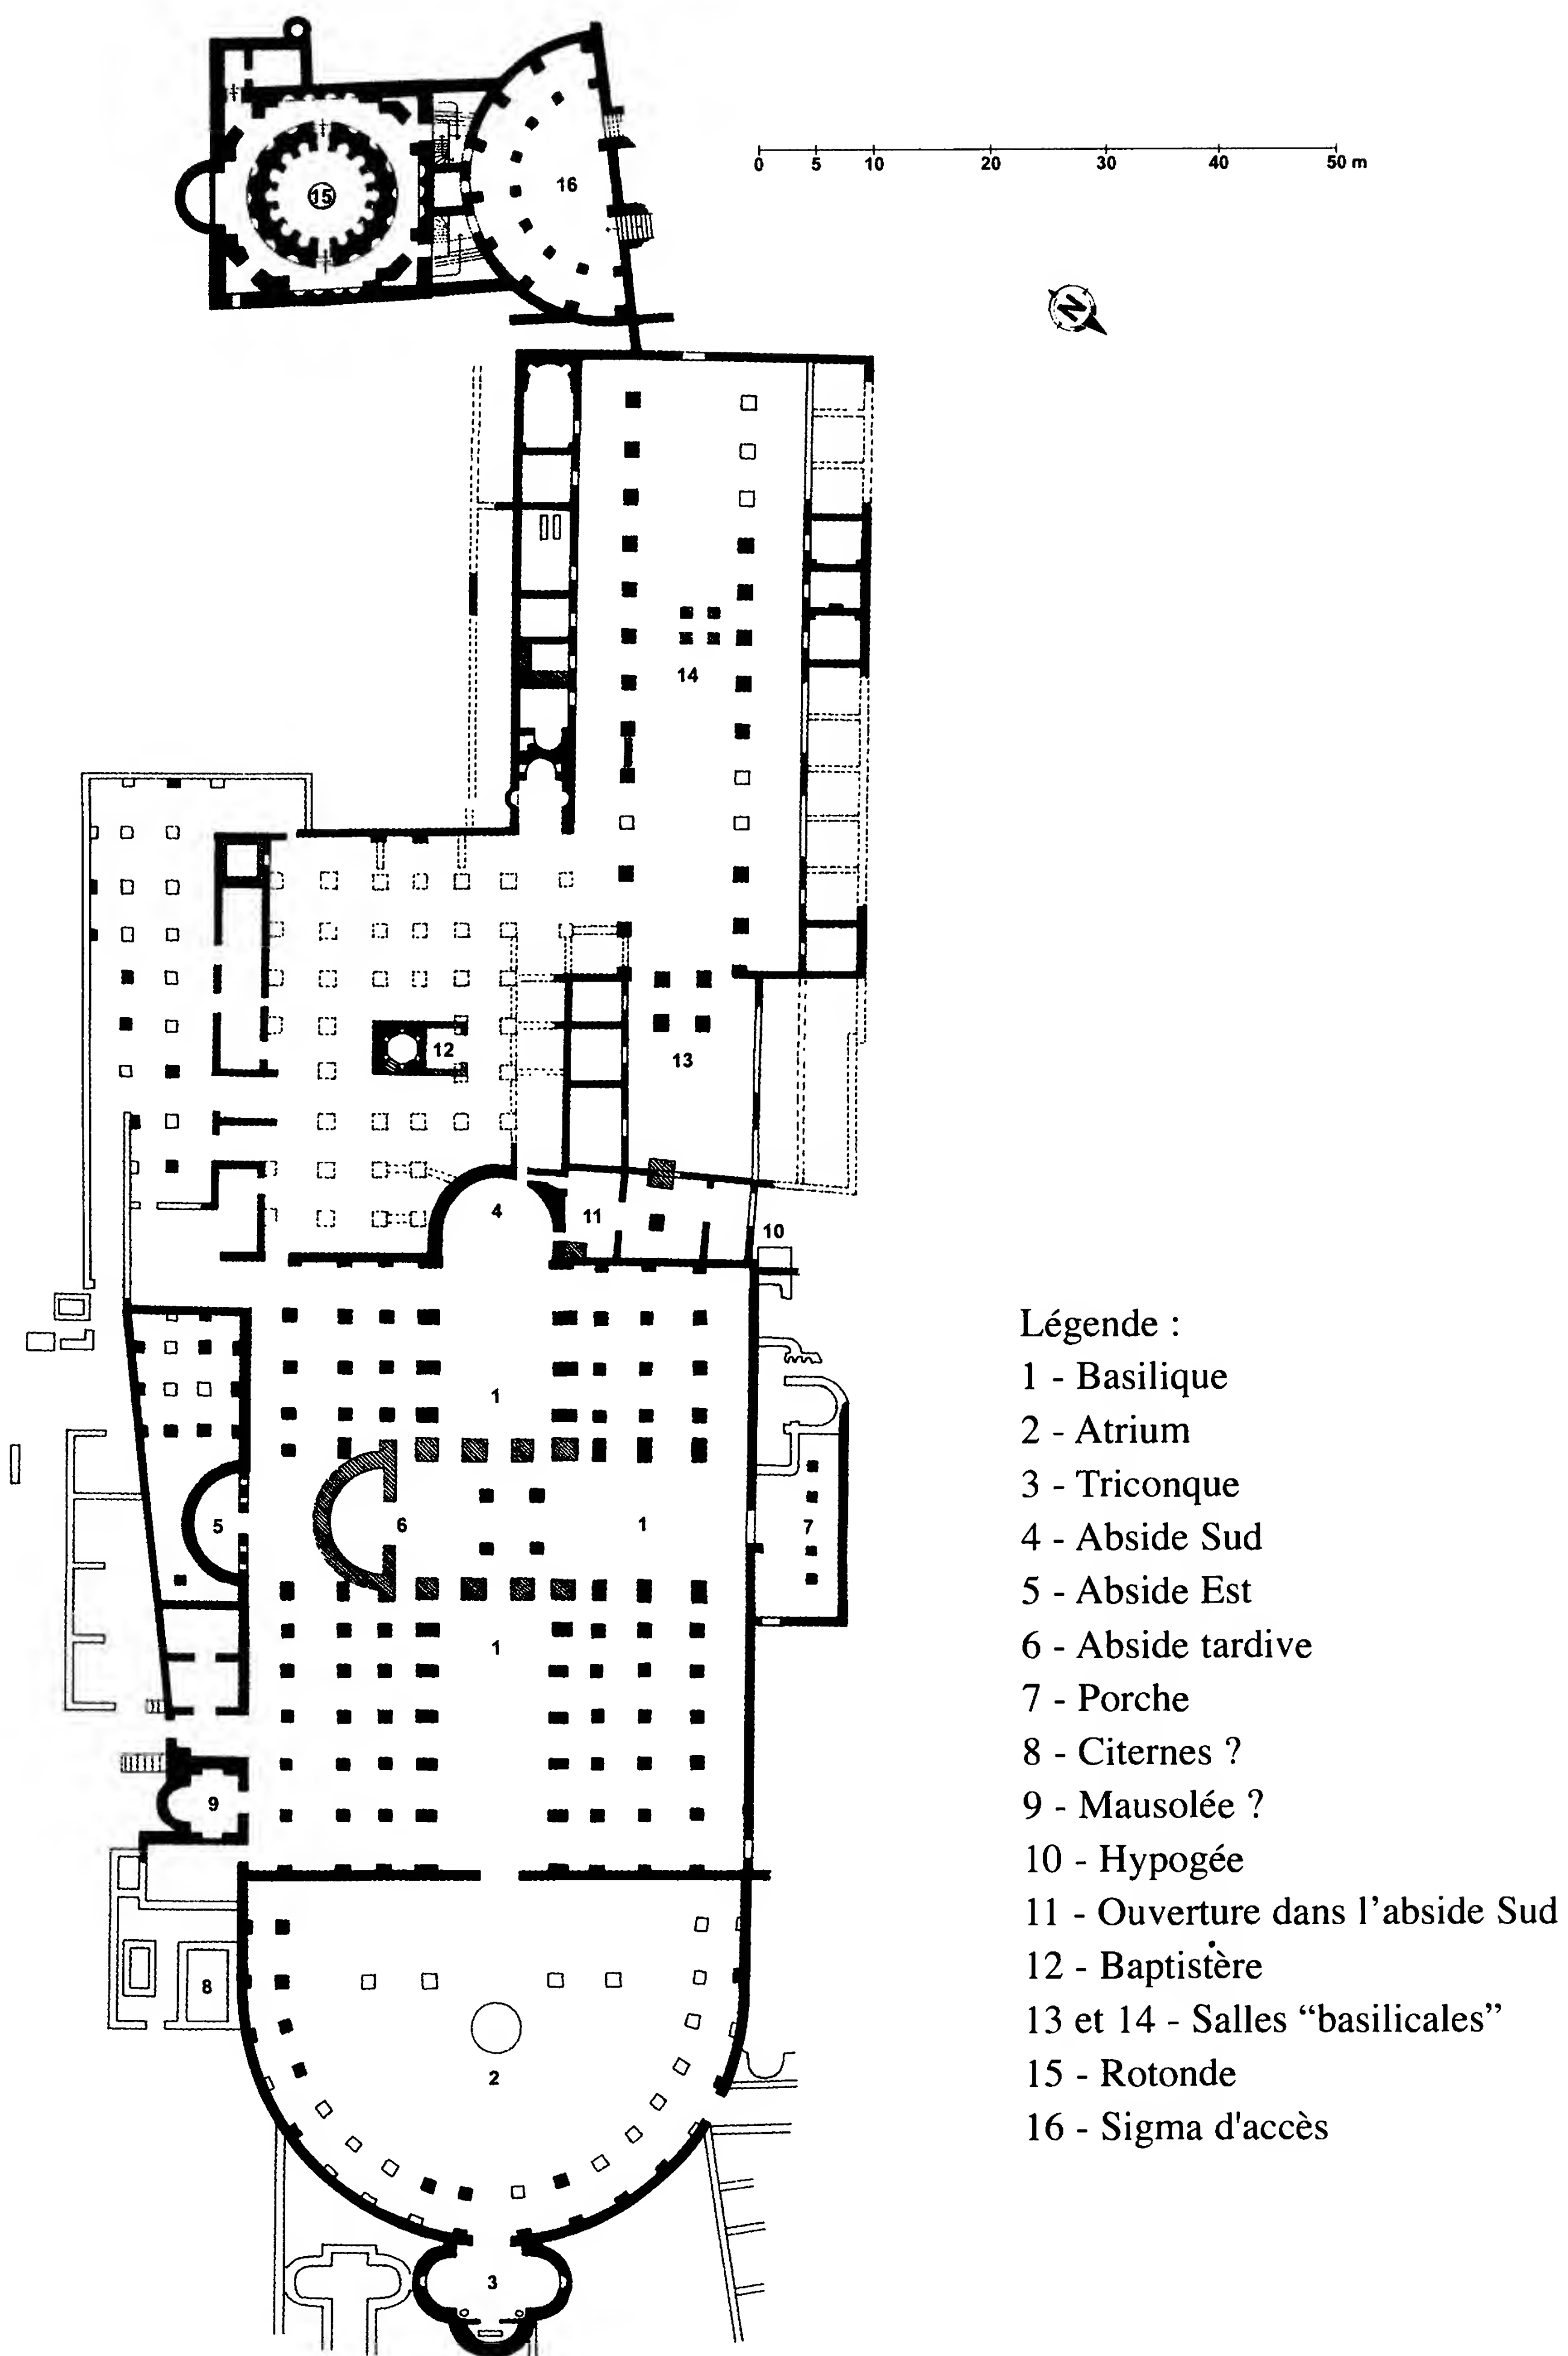 15
16
0 5 10 20 30 40 50 m
N
14
12
13
4
11
10
1
5
6
1
7
1
9
8
2
3
Légende :
1 - Basilique
2 - Atrium
3 - Triconque
4 - Abside Sud
5 - Abside Est
6 - Abside tardive
7 - Porche
8 - Citernes ?
9 - Mausolée ?
10 - Hypogée
11 - Ouverture dans l'abside Sud
12 - Baptistère
13 et 14 - Salles “basilicales”
15 - Rotonde
16 - Sigma d'accès